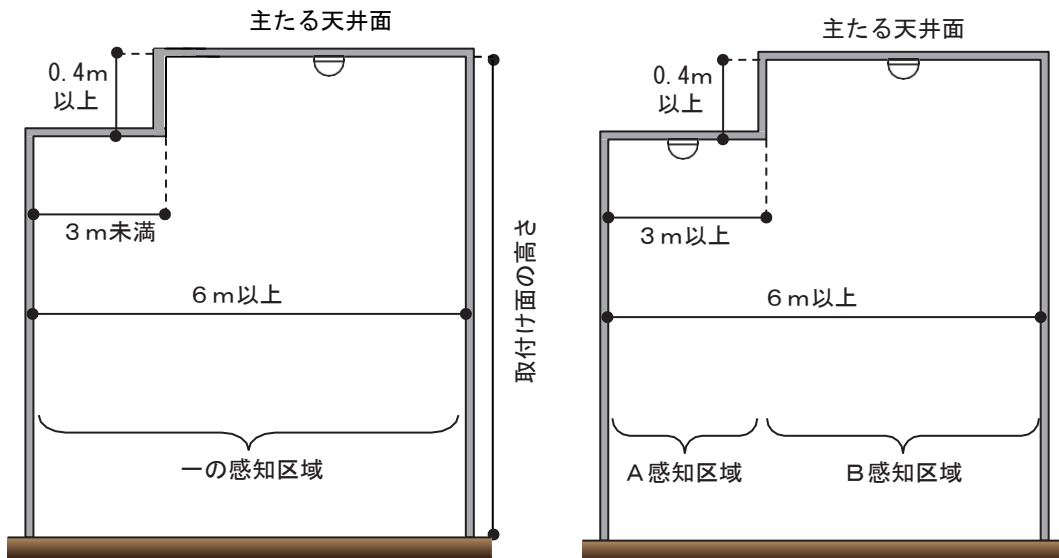 主たる天井面
0.4m
以上
3m未満
6m以上
一の感知区域
取付け面の高さ
主たる天井面
0.4m
以上
3m以上
6m以上
A感知区域
B感知区域